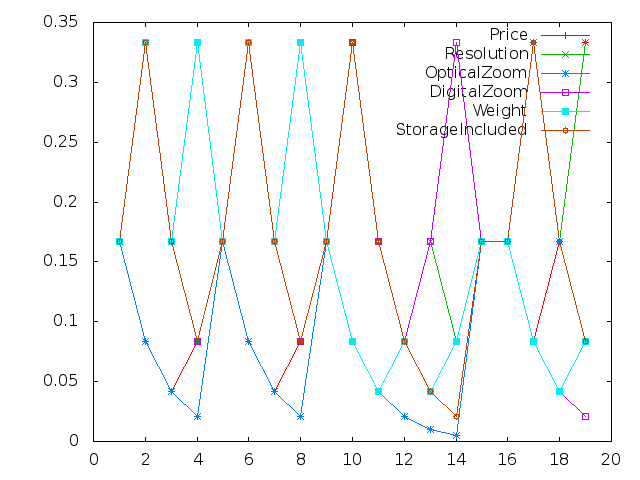 0.35
0.3
0.25
0.2
0.15
0.1
0.05
0
0 2 4 6 8 10 12 14 16 18 20
Price
Resolution
OpticalZoom
DigitalZoom
Weight
StorageIncluded